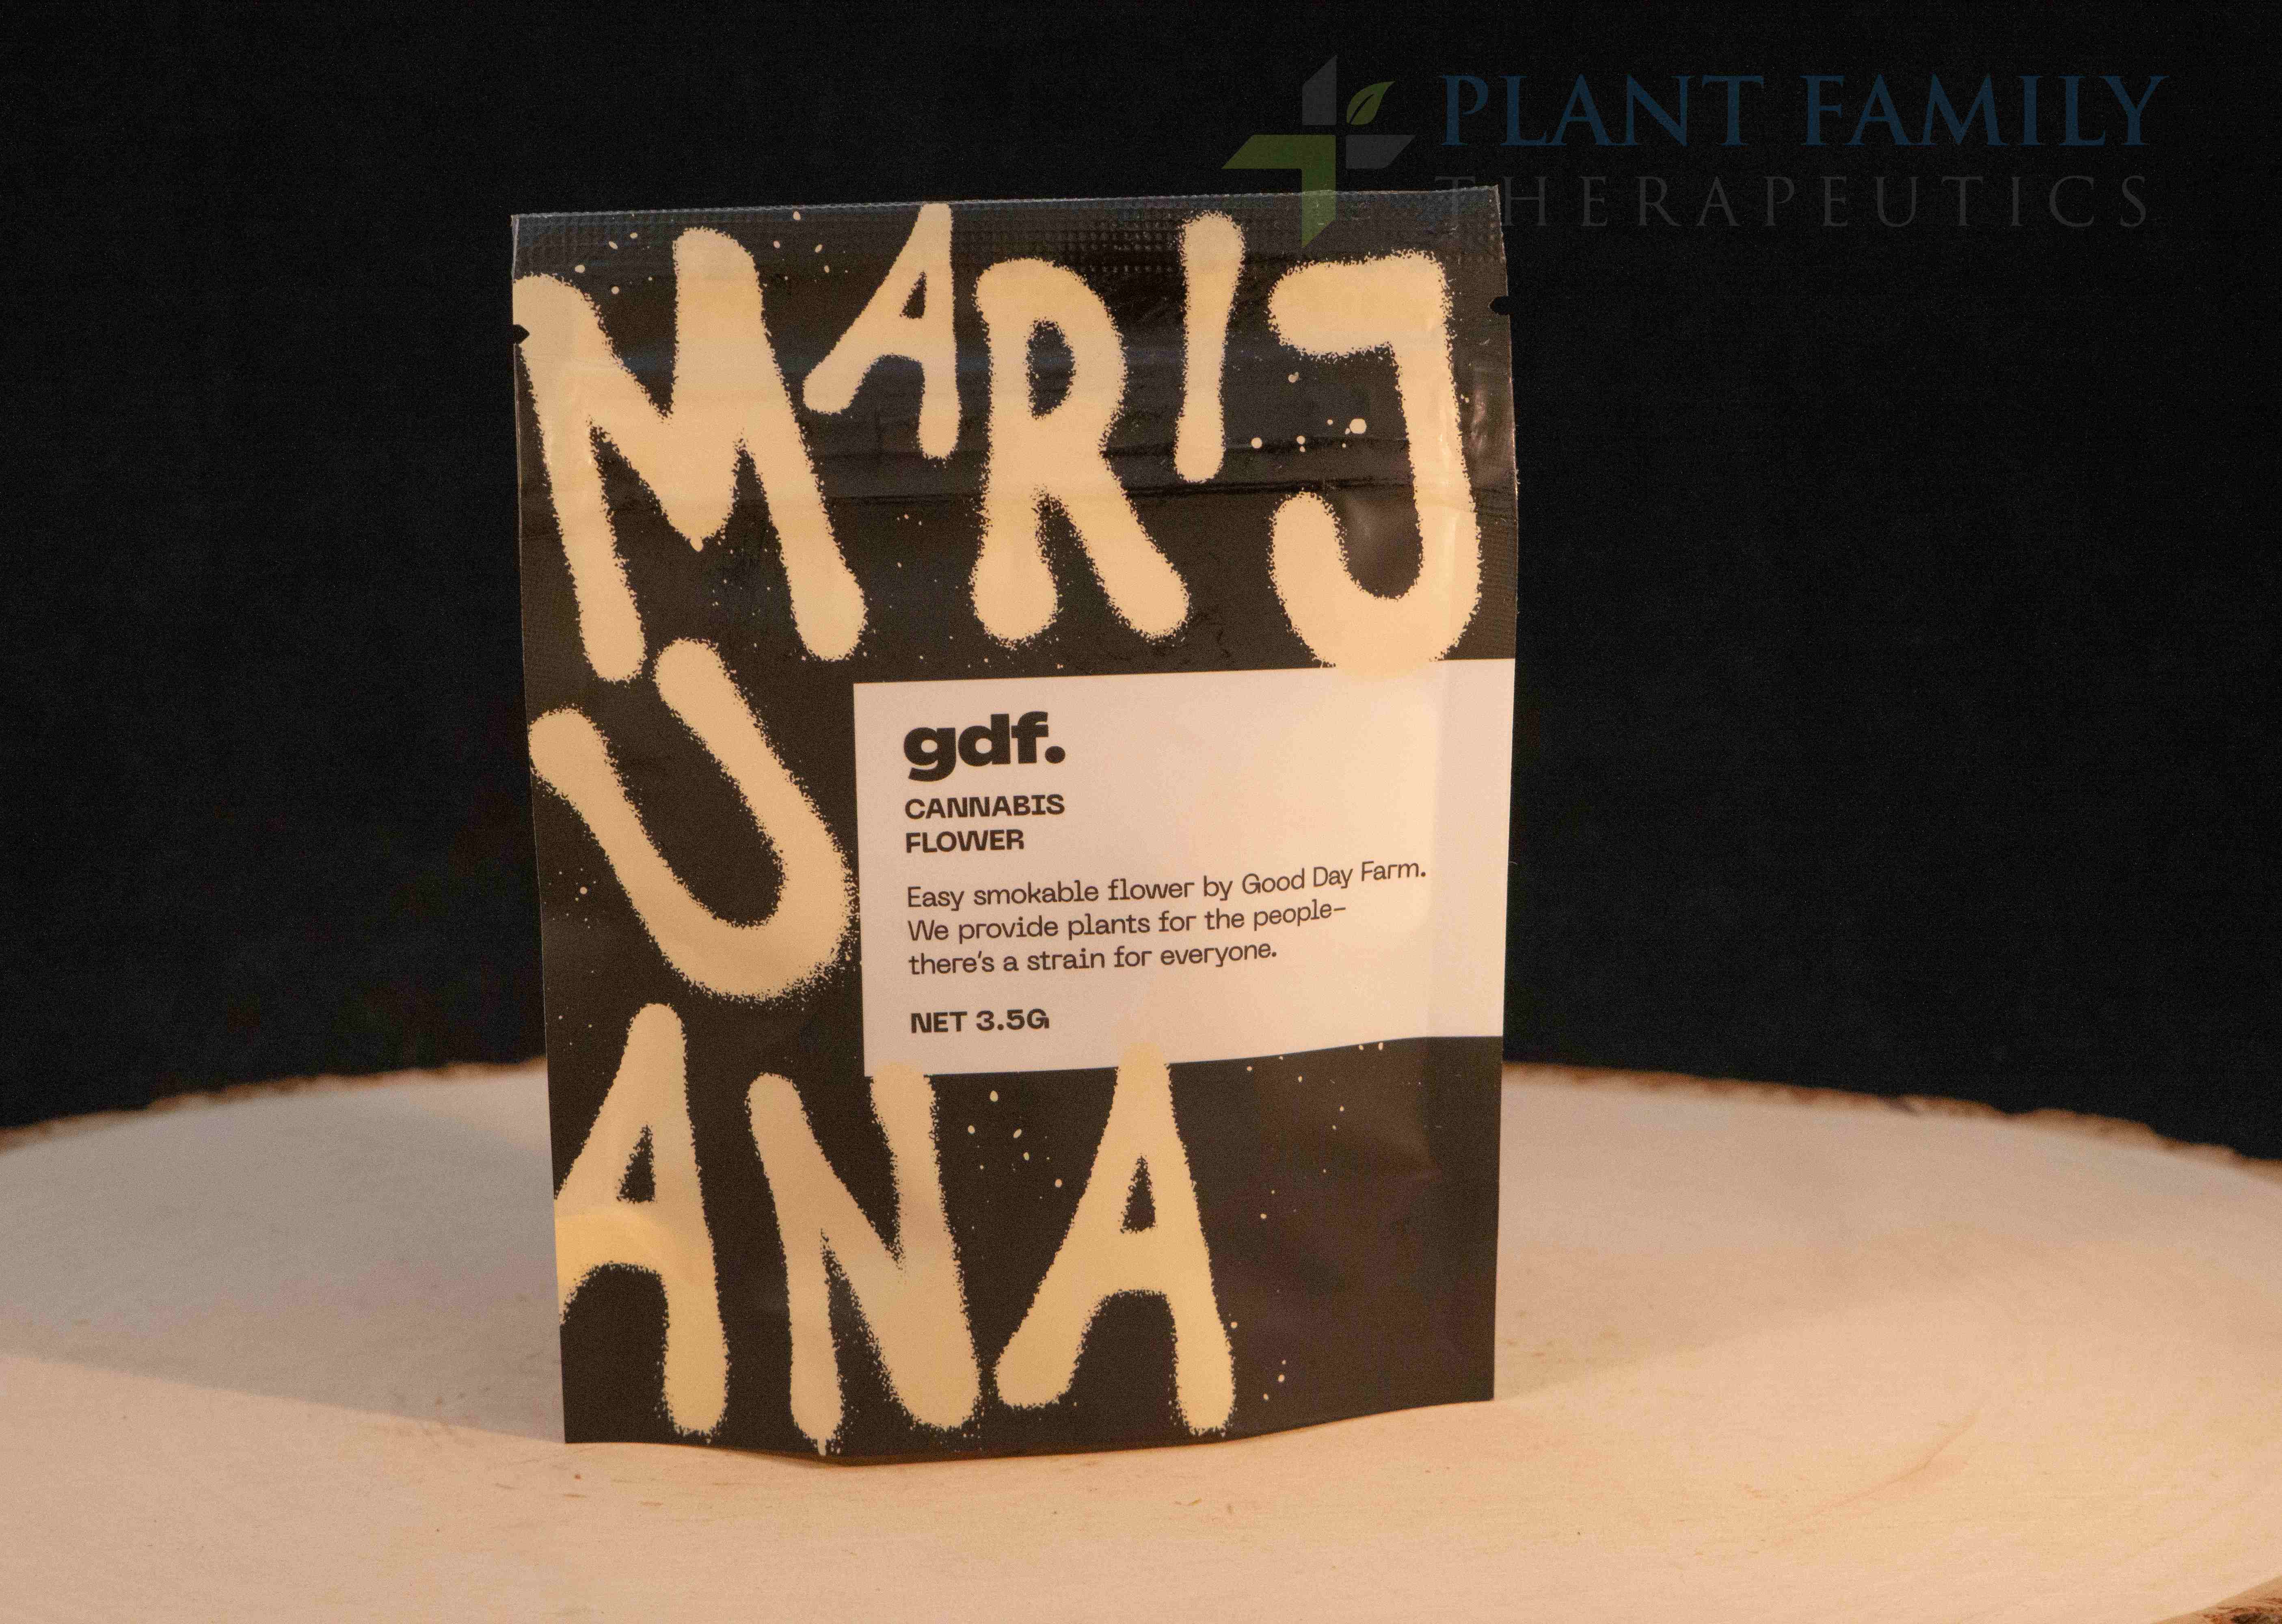 PLANT FAMILY
THERAPEUTICS
MARIJ
U
ANA
gdf.
CANNABIS
FLOWER
Easy smokable flower by Good Day Farm.
We provide plants for the people–
there's a strain for everyone.
NET 3.5G